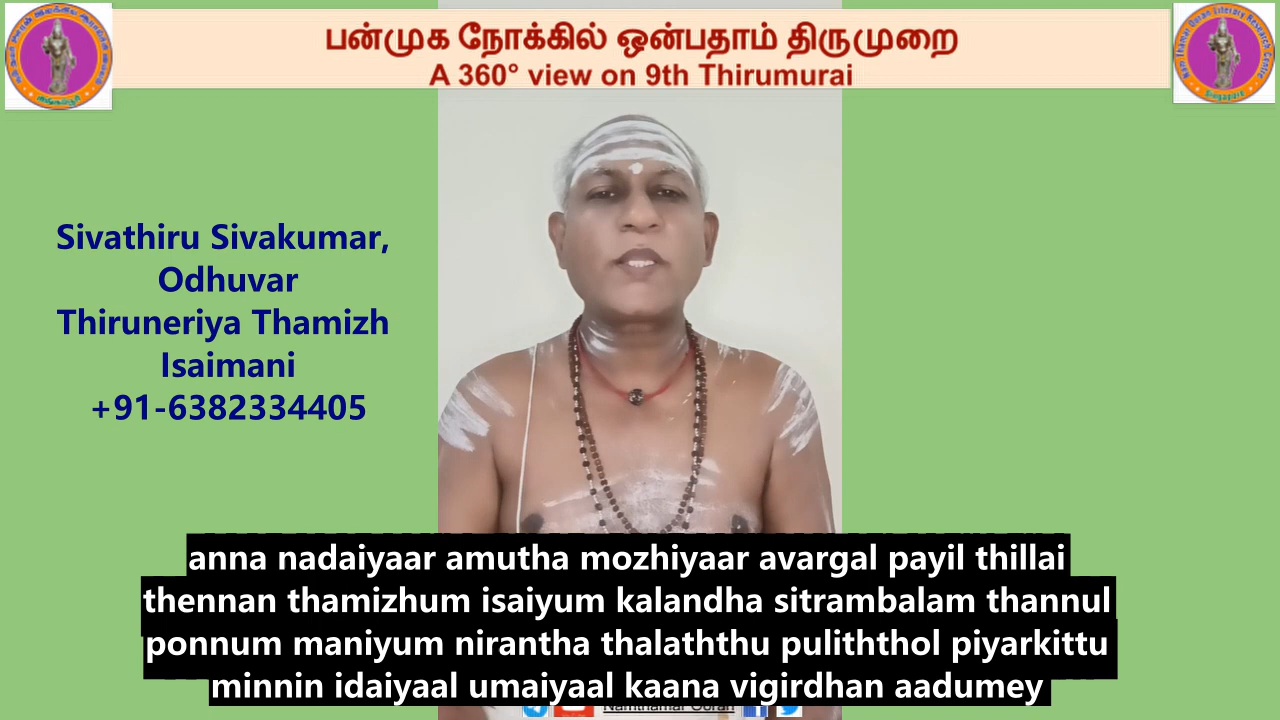 பன்முக நோக்கில் ஒன்பதாம் திருமுறை
A 360° view on 9th Thirumurai
Sivathiru Sivakumar,
Odhuvar
Thiruneriya Thamizh
Isaimani
+91-6382334405
anna nadaiyaar amutha mozhiyaar avargal payil thillai
thennan thamizhum isaiyum kalandha sitrambalam thannul
ponnum maniyum nirantha thalaththu puliththol piyarkittu
minnin idaiyaal umaiyaal kaana vigirdhan aadumey